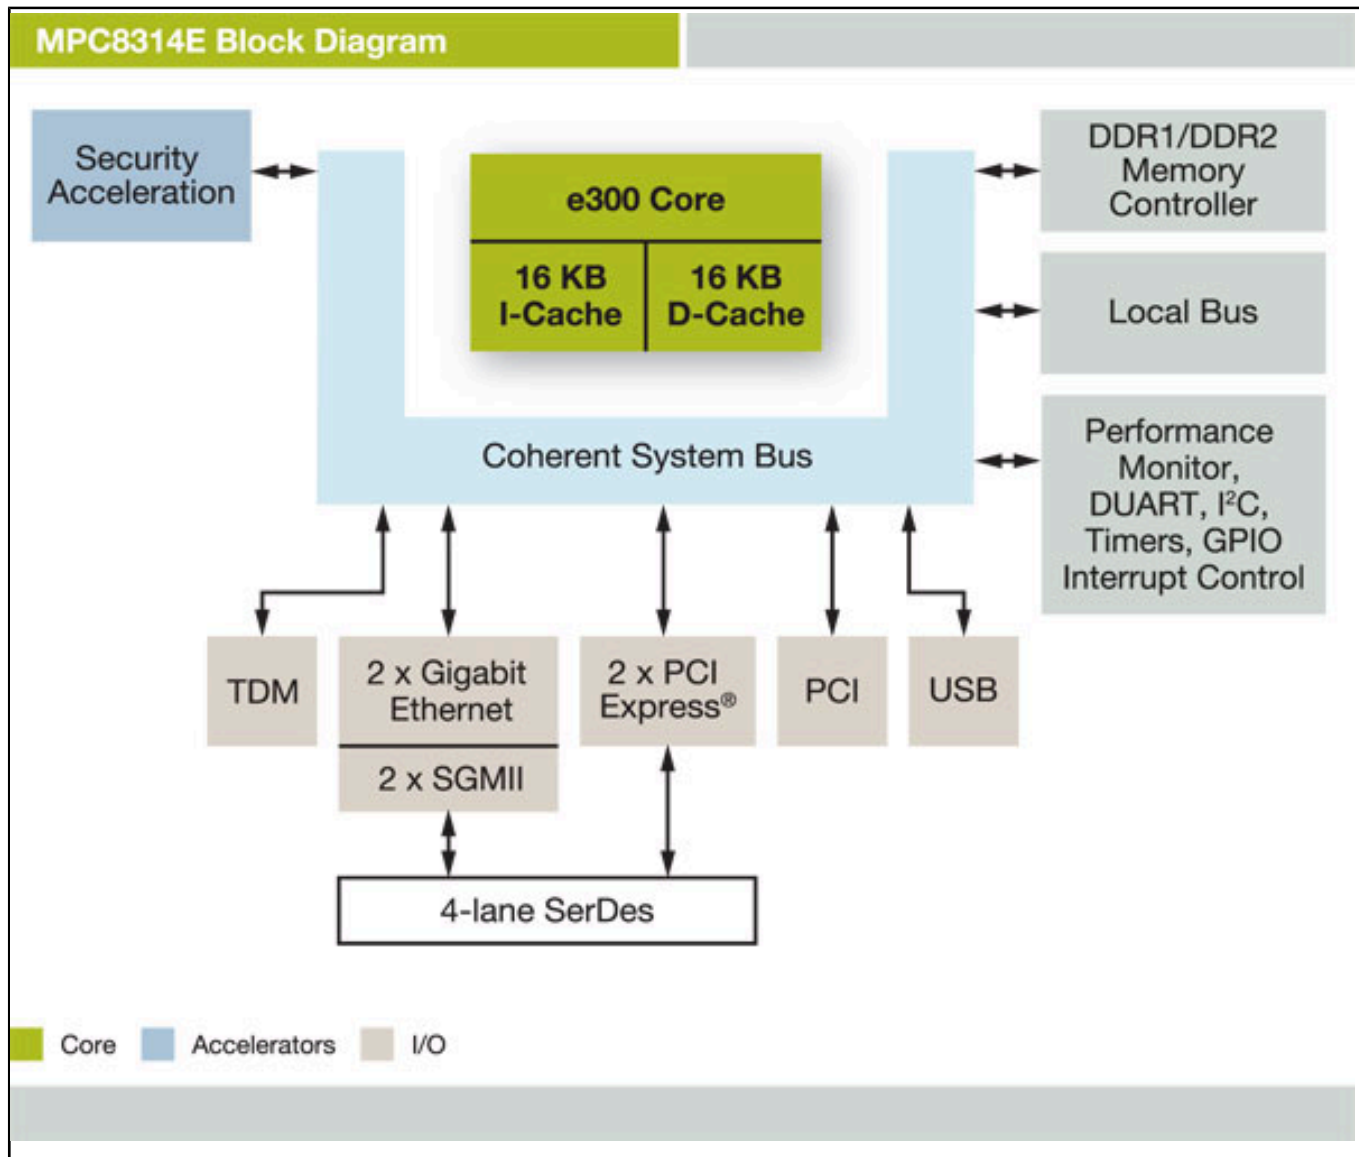 MPC8314E Block Diagram
Security
Acceleration
e300 Core
16 KB
I-Cache
16 KB
D-Cache
DDR1/DDR2
Memory
Controller
Local Bus
Coherent System Bus
Performance
Monitor,
DUART, I²C,
Timers, GPIO
Interrupt Control
TDM
2 x Gigabit
Ethernet
2 x SGMII
2 x PCI
Express®
PCI
USB
4-lane SerDes
Core
Accelerators
I/O